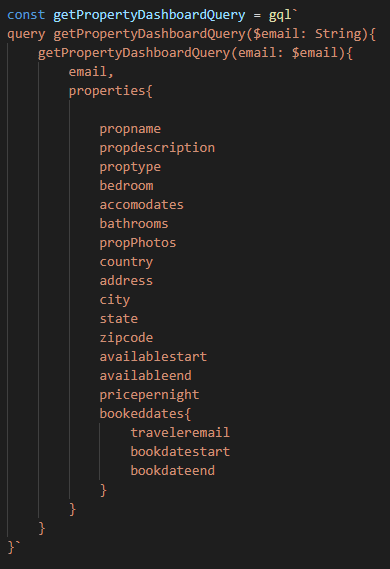 const getPropertyDashboardQuery = gql`
query getPropertyDashboardQuery($email: String){
    getPropertyDashboardQuery(email: $email){
        email,
        properties{
            propname
            propdescription
            proptype
            bedroom
            accomodates
            bathrooms
            propPhotos
            country
            address
            city
            state
            zipcode
            availablestart
            availableend
            pricepernight
            bookeddates{
                traveleremail
                bookdatestart
                bookdateend
            }
        }
    }
}`